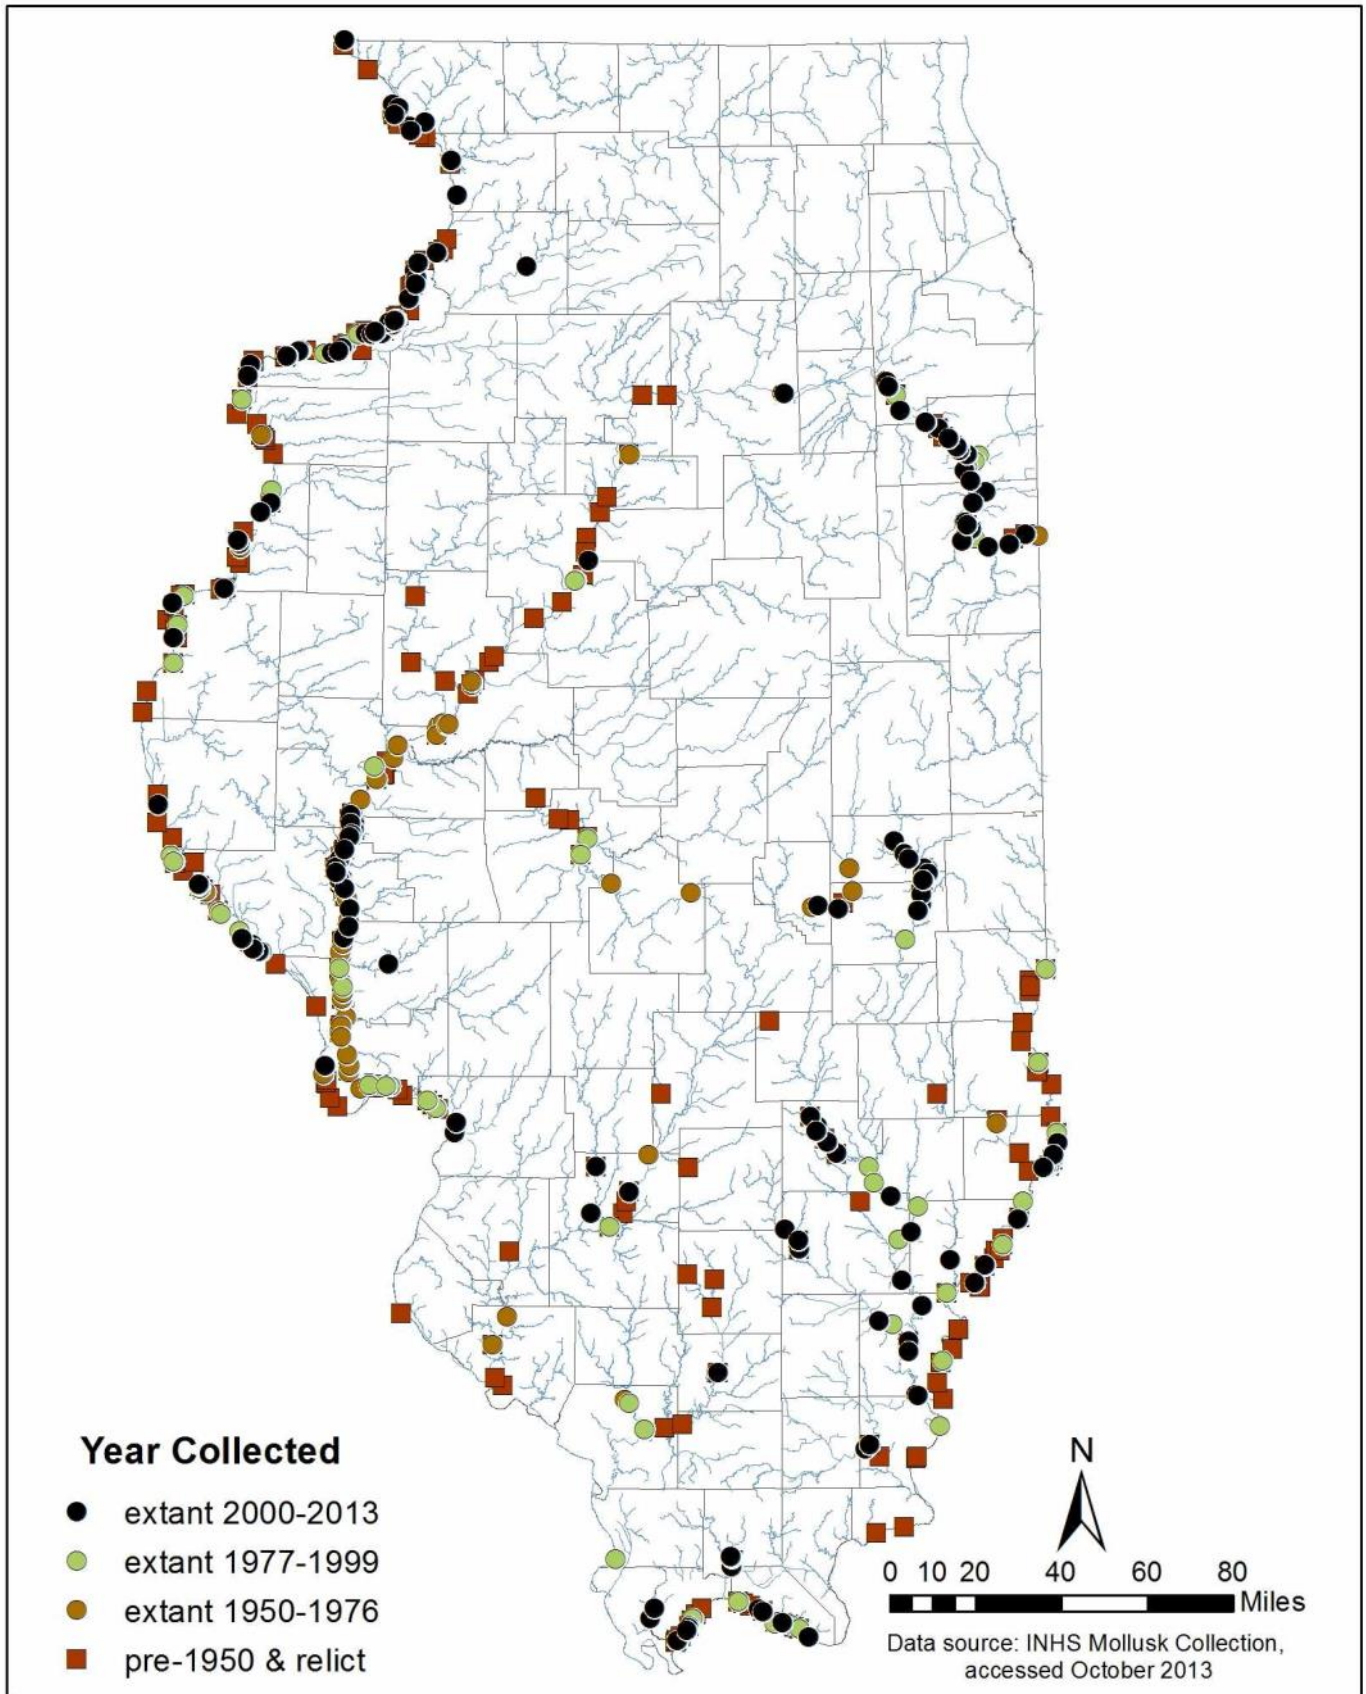 Year Collected
extant 2000-2013
extant 1977-1999
extant 1950-1976
pre-1950 & relict
N
0 10 20 40 60 80
Miles
Data source: INHS Mollusk Collection,
accessed October 2013